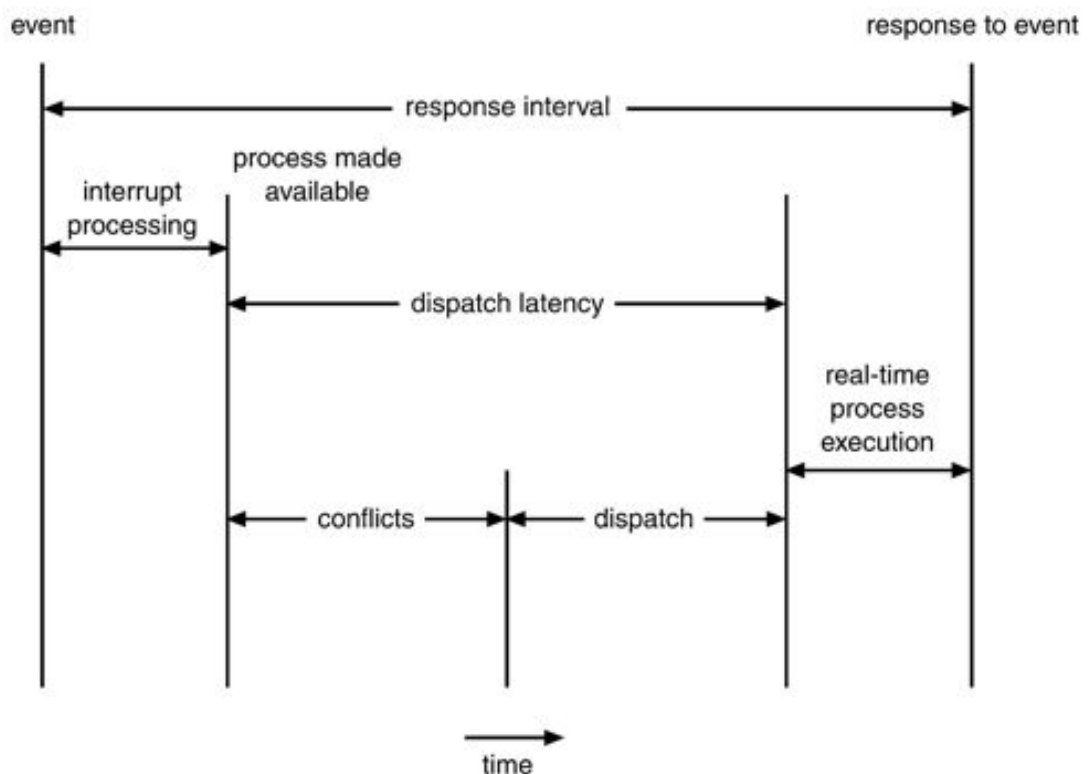 event
response to event
response interval
process made
available
interrupt
processing
dispatch latency
real-time
process
execution
conflicts
dispatch
time